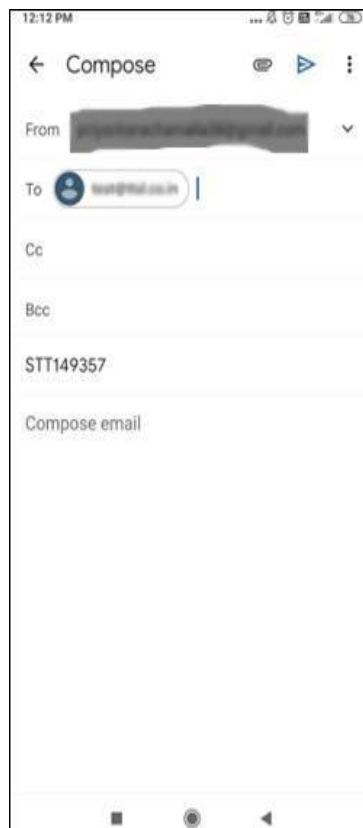 12:12 PM
Compose
From
To
Cc
Bcc
STT149357
Compose email